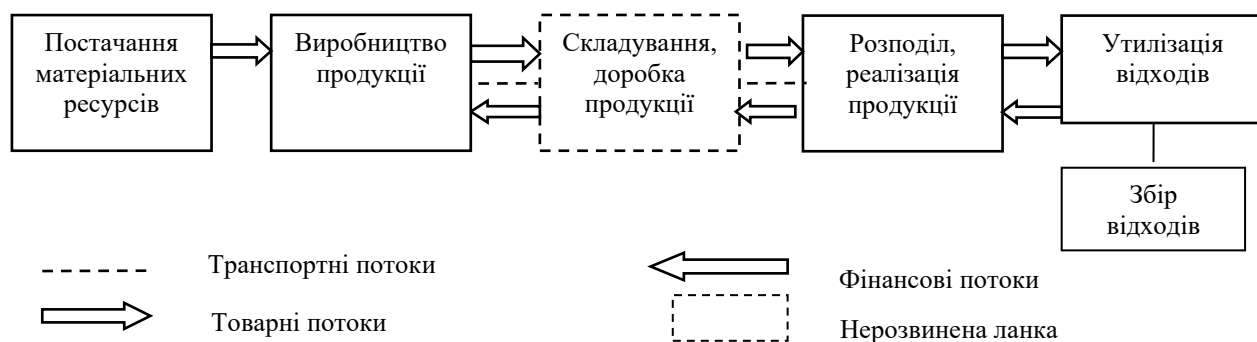 Постачання
матеріальних
ресурсів
Виробництво
продукції
Складування,
доробка
продукції
Розподіл,
реалізація
продукції
Утилізація
відходів
Збір
відходів
Транспортні потоки
Товарні потоки
Фінансові потоки
Нерозвинена ланка